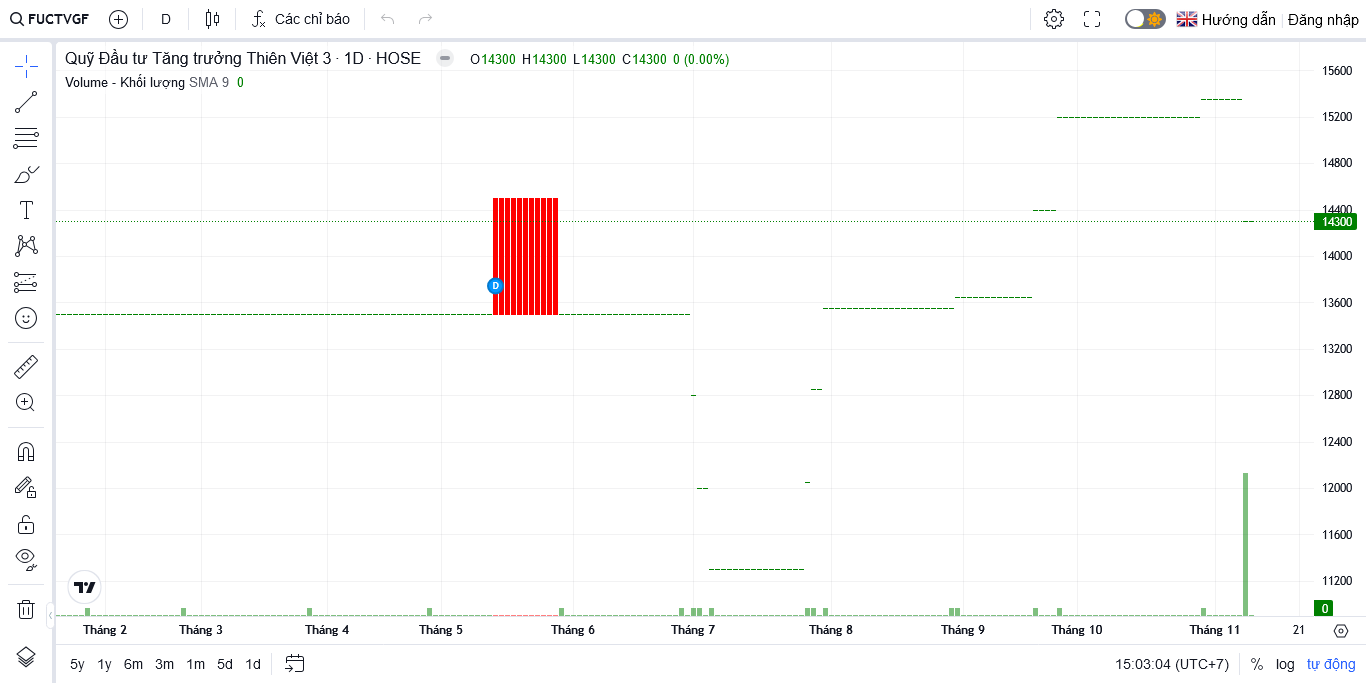 FUCTVGF D Các chỉ báo Hướng dẫn Đăng nhập
Quỹ Đầu tư Tăng trưởng Thiên Việt 3 · 1D · HOSE O14300 H14300 L14300 C14300 0 (0.00%)
Volume - Khối lượng SMA 9 0
15600
15200
14800
14400
14300
14000
13600
D
13200
12800
12400
12000
11600
11200
0
Tháng 2 Tháng 3 Tháng 4 Tháng 5 Tháng 6 Tháng 7 Tháng 8 Tháng 9 Tháng 10 Tháng 11 21
5y 1y 6m 3m 1m 5d 1d 15:03:04 (UTC+7) % log tự động